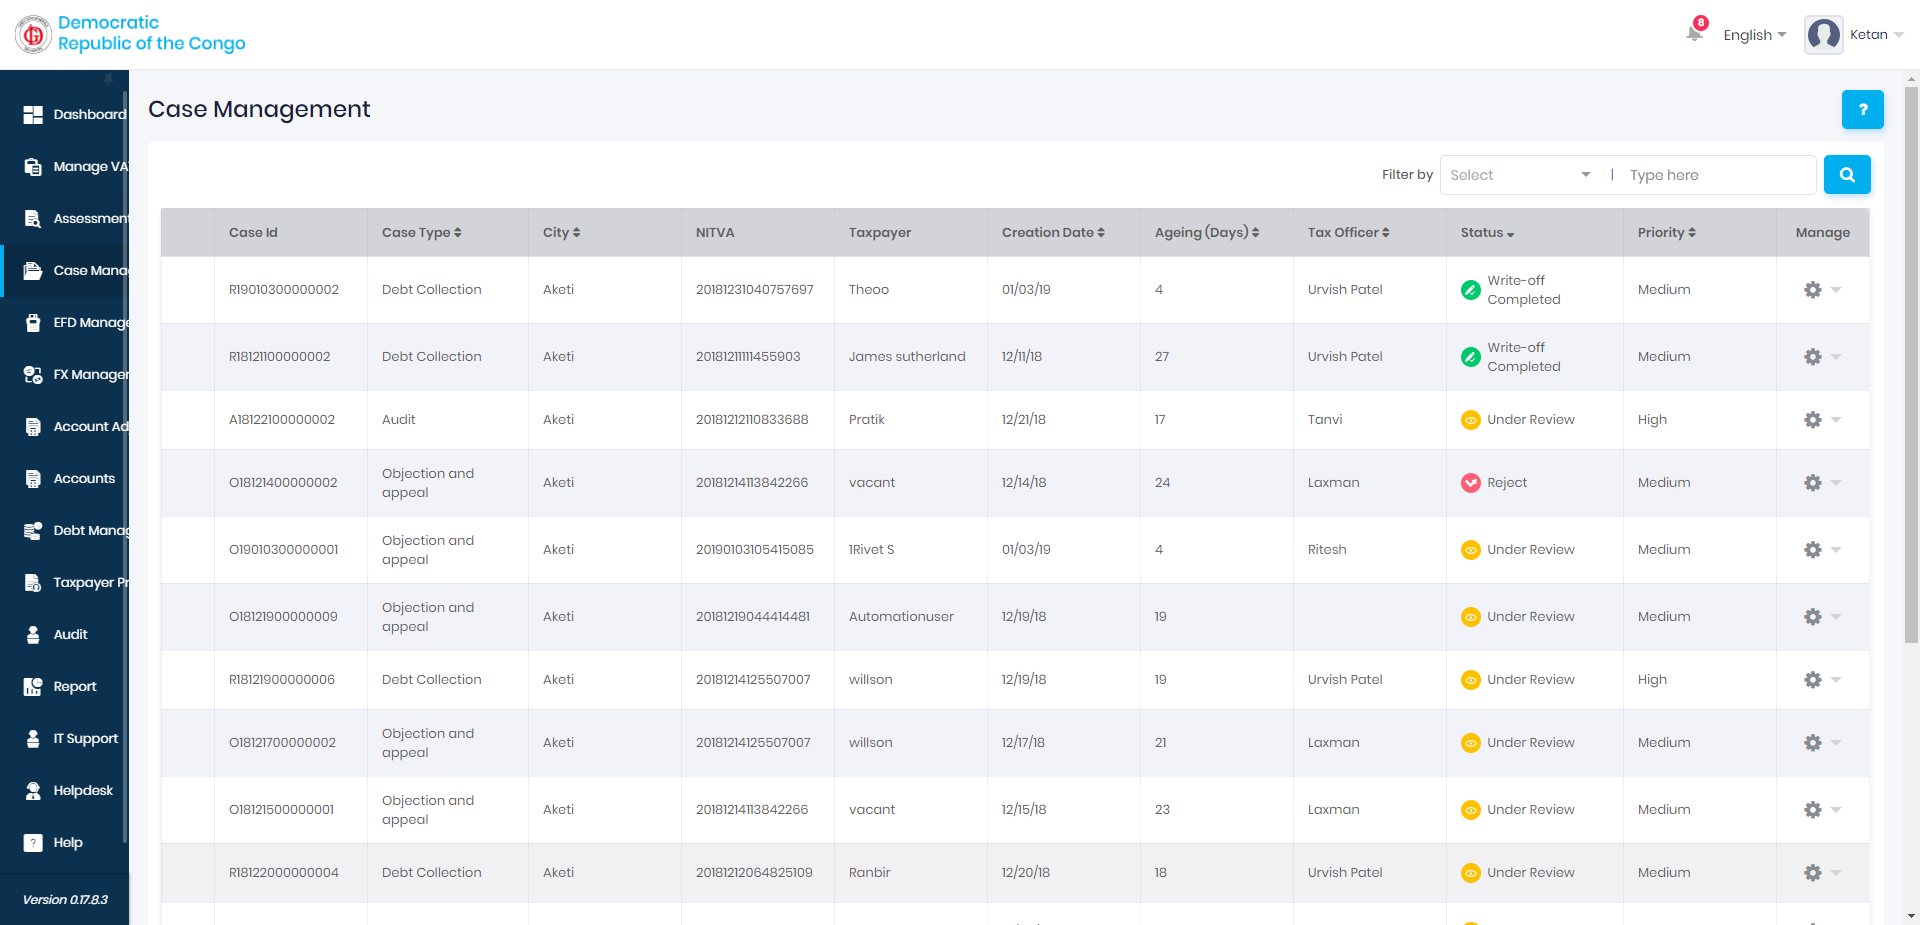 Democratic
Republic of the Congo
8
English
Ketan
Dashboard
Manage VA
Assessment
Case Mana
EFD Manage
FX Manager
Account Ad
Accounts
Debt Manag
Taxpayer Pr
Audit
Report
IT Support
Helpdesk
? Help
Version 0.17.8.3
Case Management
?
Filter by Select | Type here
Case Id Case Type City NITVA Taxpayer Creation Date Ageing (Days) Tax Officer Status Priority Manage
R19010300000002 Debt Collection Aketi 20181231040757697 Theoo 01/03/19 4 Urvish Patel Write-off Completed Medium
R18121100000002 Debt Collection Aketi 20181211111455903 James sutherland 12/11/18 27 Urvish Patel Write-off Completed Medium
A18122100000002 Audit Aketi 20181212110833688 Pratik 12/21/18 17 Tanvi Under Review High
O18121400000002 Objection and appeal Aketi 20181214113842266 vacant 12/14/18 24 Laxman Reject Medium
O19010300000001 Objection and appeal Aketi 20190103105415085 1Rivet S 01/03/19 4 Ritesh Under Review Medium
O18121900000009 Objection and appeal Aketi 20181219044414481 Automationuser 12/19/18 19 Under Review Medium
R18121900000006 Debt Collection Aketi 20181214125507007 willson 12/19/18 19 Urvish Patel Under Review High
O18121700000002 Objection and appeal Aketi 20181214125507007 willson 12/17/18 21 Laxman Under Review Medium
O18121500000001 Objection and appeal Aketi 20181214113842266 vacant 12/15/18 23 Laxman Under Review Medium
R18122000000004 Debt Collection Aketi 20181212064825109 Ranbir 12/20/18 18 Urvish Patel Under Review Medium